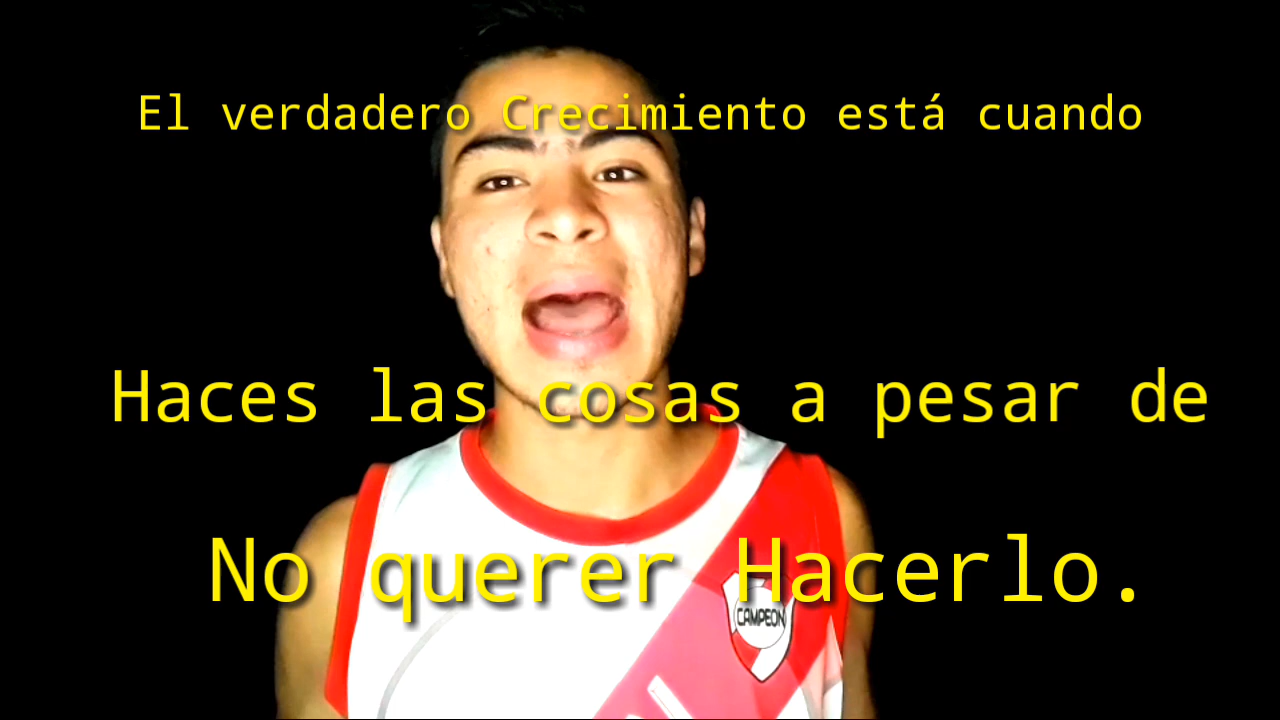 El verdadero Crecimiento está cuando
Haces las cosas a pesar de
No querer Hacerlo.
CAMPEON